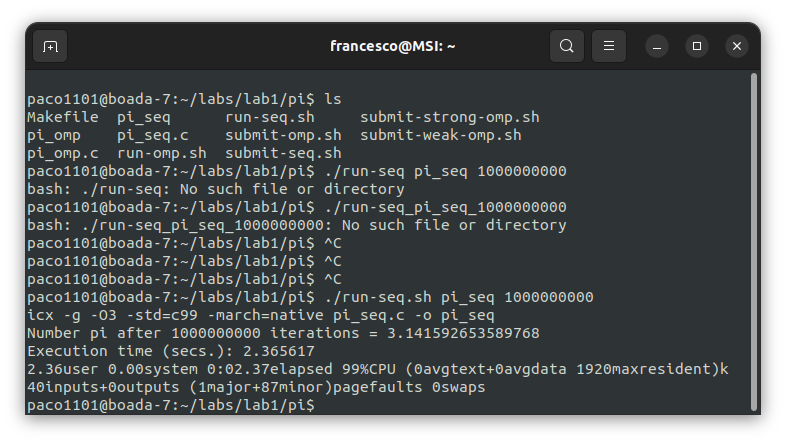 francesco@MSI: ~
paco1101@boada-7:~/labs/lab1/pi$ ls
Makefile  pi_seq      run-seq.sh     submit-strong-omp.sh
pi_omp    pi_seq.c    submit-omp.sh  submit-weak-omp.sh
pi_omp.c  run-omp.sh  submit-seq.sh
paco1101@boada-7:~/labs/lab1/pi$ ./run-seq pi_seq 1000000000
bash: ./run-seq: No such file or directory
paco1101@boada-7:~/labs/lab1/pi$ ./run-seq_pi_seq_1000000000
bash: ./run-seq_pi_seq_1000000000: No such file or directory
paco1101@boada-7:~/labs/lab1/pi$ ^C
paco1101@boada-7:~/labs/lab1/pi$ ^C
paco1101@boada-7:~/labs/lab1/pi$ ^C
paco1101@boada-7:~/labs/lab1/pi$ ./run-seq.sh pi_seq 1000000000
icx -g -O3 -std=c99 -march=native pi_seq.c -o pi_seq
Number pi after 1000000000 iterations = 3.141592653589768
Execution time (secs.): 2.365617
2.36user 0.00system 0:02.37elapsed 99%CPU (0avgtext+0avgdata 1920maxresident)k
40inputs+0outputs (1major+87minor)pagefaults 0swaps
paco1101@boada-7:~/labs/lab1/pi$